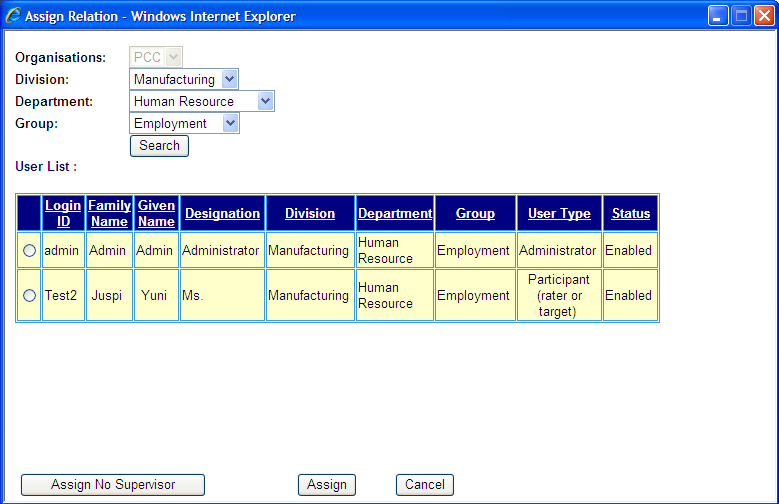 Assign Relation - Windows Internet Explorer
Organisations: PCC
Division: Manufacturing
Department: Human Resource
Group: Employment
Search
User List :
Login ID Family Name Given Name Designation Division Department Group User Type Status
admin Admin Admin Administrator Manufacturing Human Resource Employment Administrator Enabled
Test2 Juspi Yuni Ms. Manufacturing Human Resource Employment Participant (rater or target) Enabled
Assign No Supervisor Assign Cancel